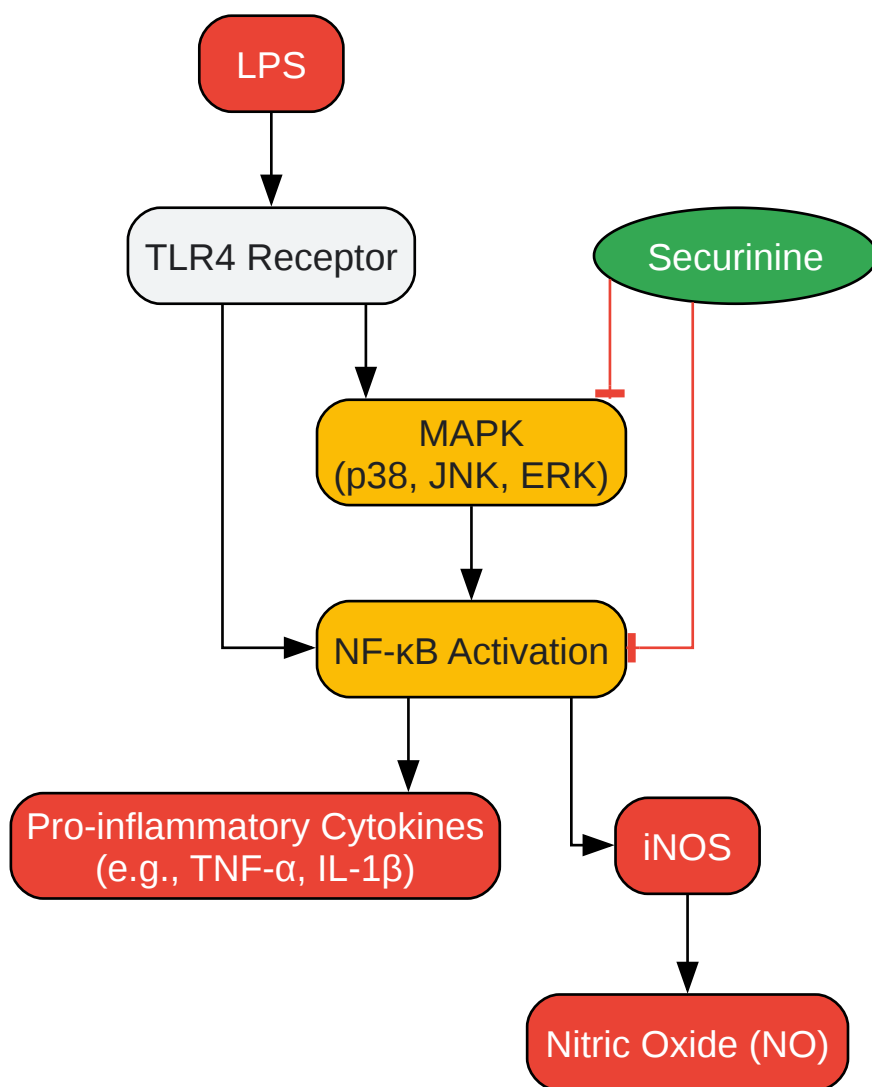 LPS
TLR4 Receptor
Securinine
MAPK
(p38, JNK, ERK)
NF-κB Activation
Pro-inflammatory Cytokines
(e.g., TNF-α, IL-1β)
iNOS
Nitric Oxide (NO)